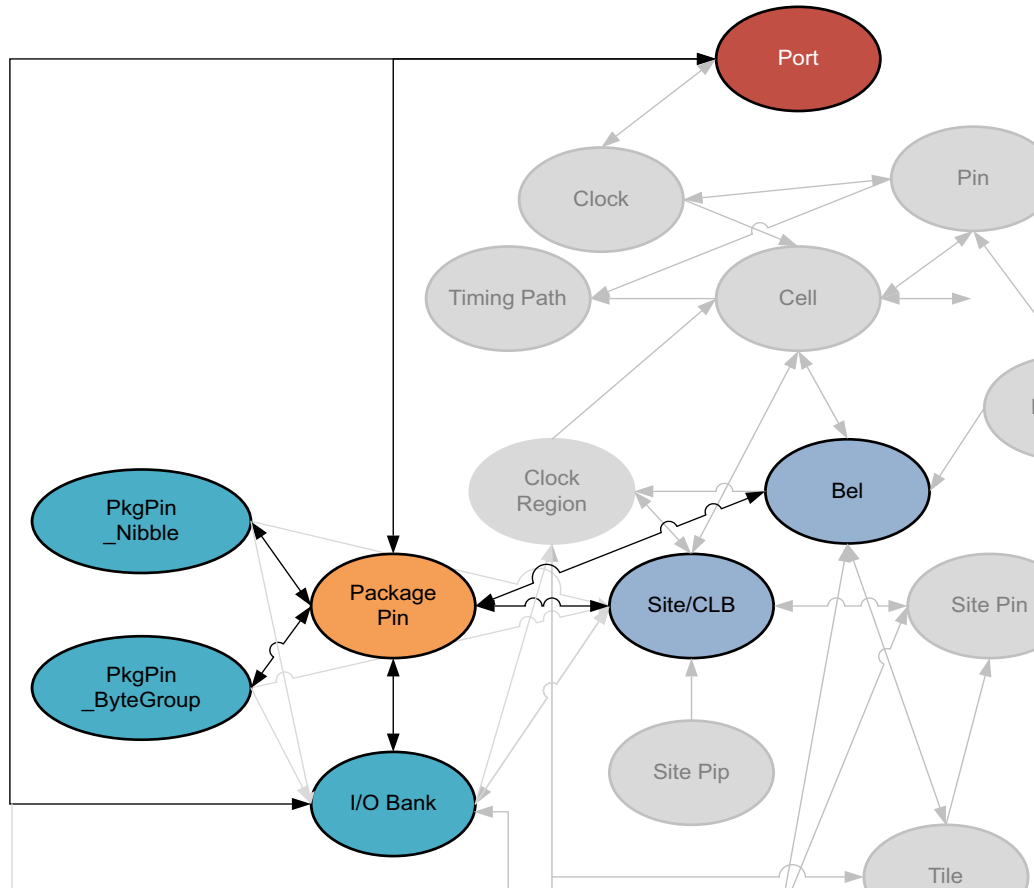 Port
Clock
Pin
Timing Path
Cell
Clock
Region
Bel
PkgPin
_Nibble
Package
Pin
Site/CLB
Site Pin
PkgPin
_ByteGroup
Site Pip
I/O Bank
Tile